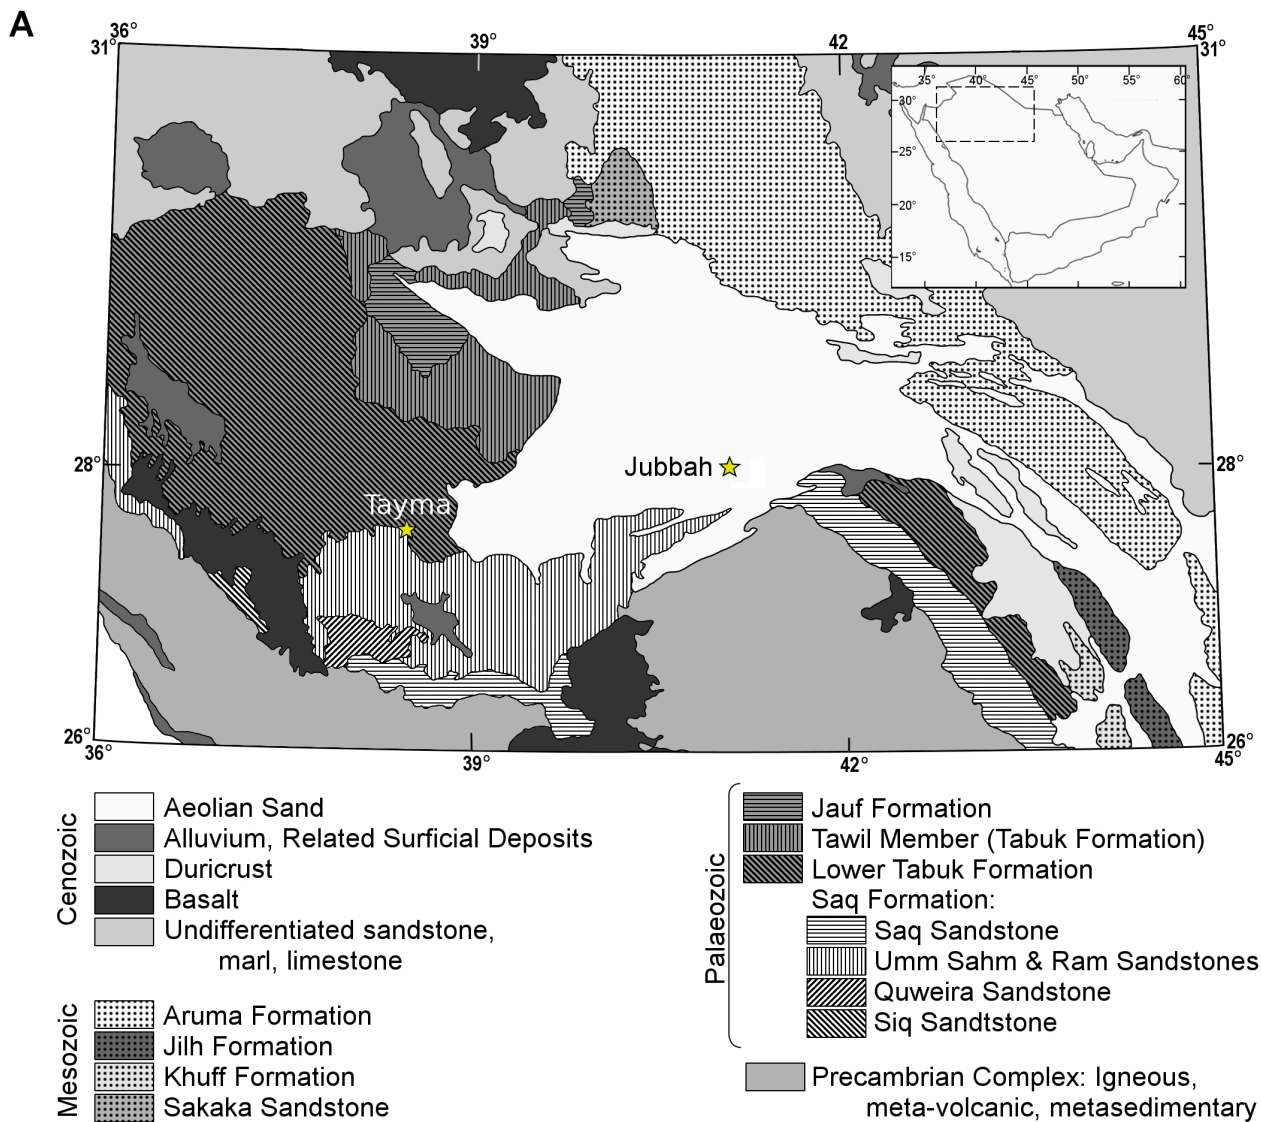 A
36° 39° 42 45°
31° 31°
35° 40° 45° 50° 55° 60°
30°
25°
20°
15°
28° Jubbah 28°
Tayma
26° 26°
36° 39° 42° 45°
Cenozoic
Aeolian Sand
Alluvium, Related Surficial Deposits
Duricrust
Basalt
Undifferentiated sandstone,
marl, limestone
Mesozoic
Aruma Formation
Jilh Formation
Khuff Formation
Sakaka Sandstone
Palaeozoic
Jauf Formation
Tawil Member (Tabuk Formation)
Lower Tabuk Formation
Saq Formation:
Saq Sandstone
Umm Sahm & Ram Sandstones
Quweira Sandstone
Siq Sandtstone
Precambrian Complex: Igneous,
meta-volcanic, metasedimentary